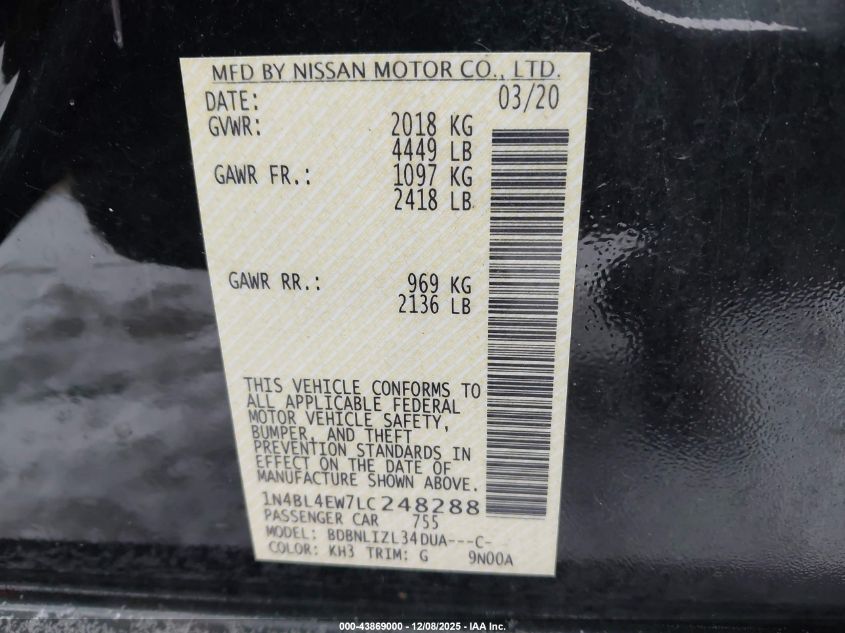 MFD BY NISSAN MOTOR CO., LTD.
DATE: 03/20
GVWR: 2018 KG
4449 LB
GAWR FR.: 1097 KG
2418 LB
GAWR RR.: 969 KG
2136 LB
THIS VEHICLE CONFORMS TO
ALL APPLICABLE FEDERAL
MOTOR VEHICLE SAFETY,
BUMPER, AND THEFT
PREVENTION STANDARDS IN
EFFECT ON THE DATE OF
MANUFACTURE SHOWN ABOVE.
1N4BL4EW7LC248288
PASSENGER CAR 755
MODEL: BDBNLIZL34DUA---C-
COLOR: KH3 TRIM: G 9N00A
000-43869000 - 12/08/2025 - IAA Inc.